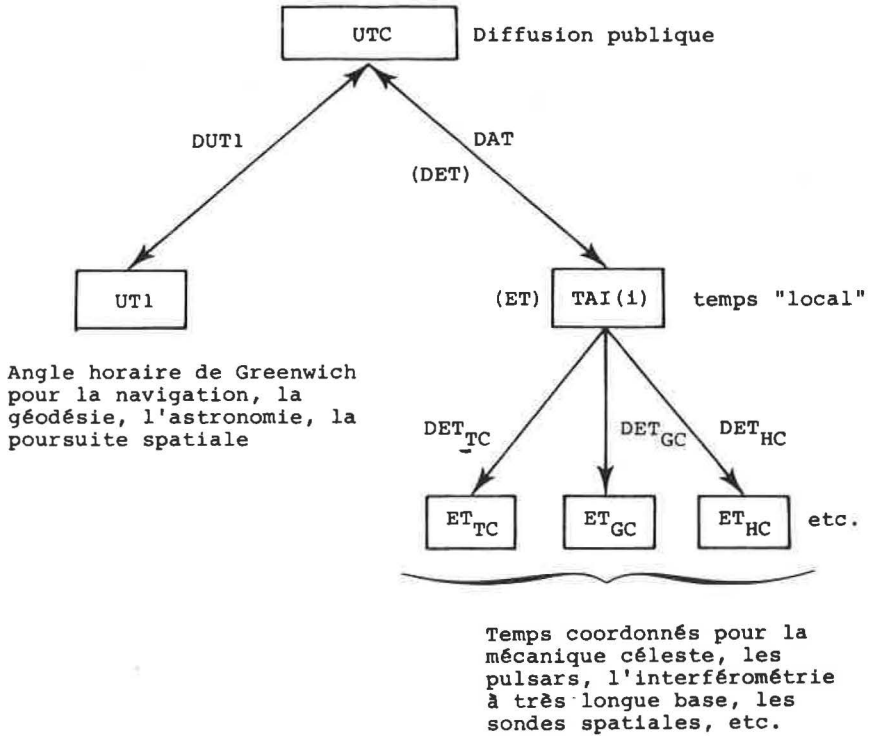 UTC Diffusion publique
DUT1 DAT
(DET)
UT1 (ET) TAI(i) temps "local"
Angle horaire de Greenwich
pour la navigation, la
géodésie, l'astronomie, la
poursuite spatiale
DET_TC DET_GC DET_HC
ET_TC ET_GC ET_HC etc.
Temps coordonnés pour la
mécanique céleste, les
pulsars, l'interférométrie
à très longue base, les
sondes spatiales, etc.